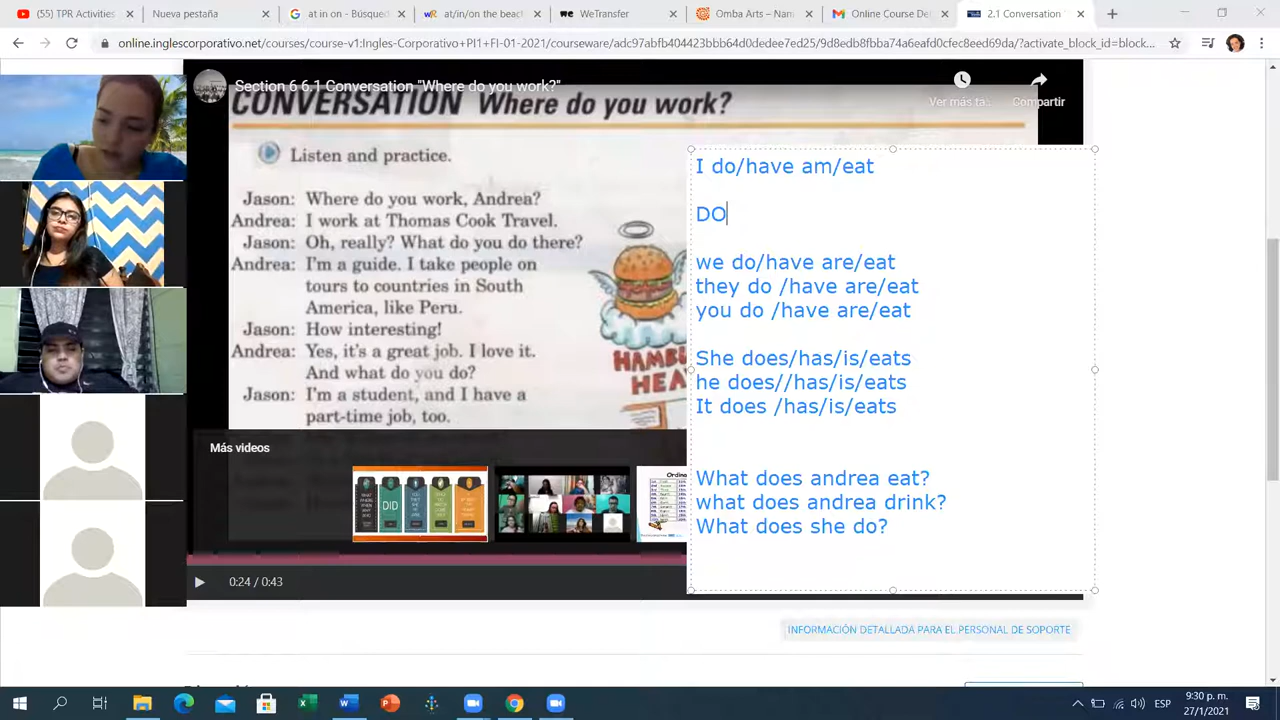 (55) TPR Activities
Nueva pestaña
at in on - Búsqued
at/in/on the beach
WeTransfer
Omba Arts – Nan
Online Course De
2.1 Conversation
online.inglescorporativo.net/courses/course-v1:Ingles-Corporativo+PI1+FI-01-2021/courseware/adc97abfb404423bbb64d0dedee7ed25/9d8edb8fbba74a6eafd0cfec8eed69da/?activate_block_id=block...
Section 6 6.1 Conversation "Where do you work?"
Compartir
CONVERSATION Where do you work?
Listen and practice.
Jason: Where do you work, Andrea?
Andrea: I work at Thomas Cook Travel.
Jason: Oh, really? What do you do there?
Andrea: I'm a guide. I take people on
tours to countries in South
America, like Peru.
Jason: How interesting!
Andrea: Yes, it's a great job. I love it.
And what do you do?
Jason: I'm a student, and I have a
part-time job, too.
I do/have am/eat
DO
we do/have are/eat
they do /have are/eat
you do /have are/eat
She does/has/is/eats
he does//has/is/eats
It does /has/is/eats
What does andrea eat?
what does andrea drink?
What does she do?
Más videos
DID
0:24 / 0:43
INFORMACIÓN DETALLADA PARA EL PERSONAL DE SOPORTE
ESP
9:30 p. m.
27/1/2021